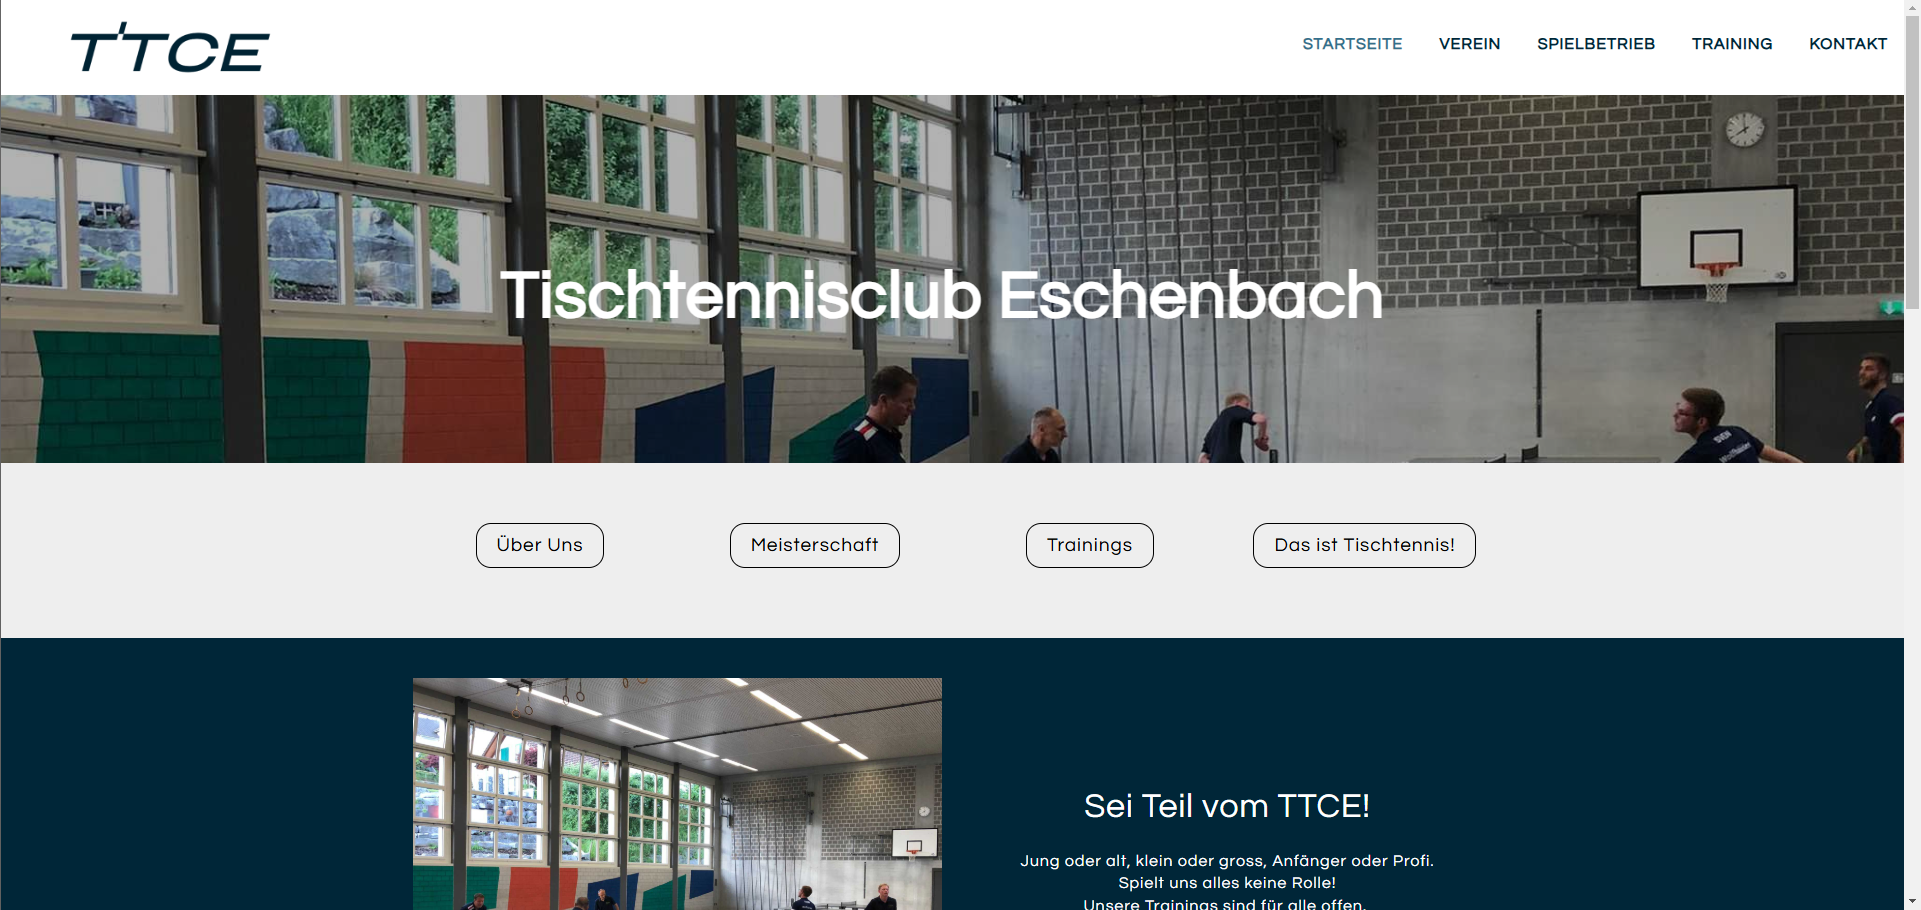 TTCE
STARTSEITE VEREIN SPIELBETRIEB TRAINING KONTAKT
Tischtennisclub Eschenbach
SVEN
Über Uns Meisterschaft Trainings Das ist Tischtennis!
Sei Teil vom TTCE!
Jung oder alt, klein oder gross, Anfänger oder Profi.
Spielt uns alles keine Rolle!
Unsere Trainings sind für alle offen.